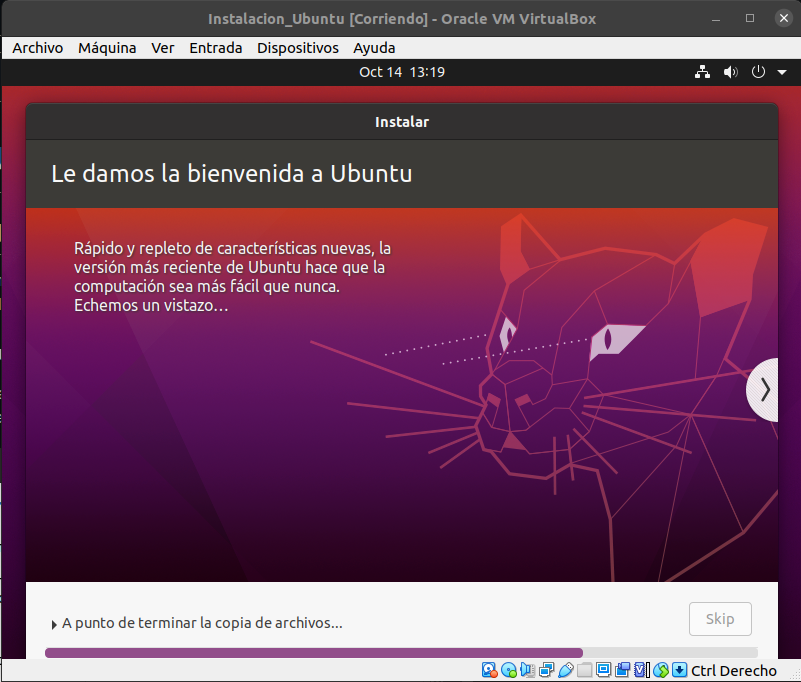 Instalacion_Ubuntu [Corriendo] - Oracle VM VirtualBox
Archivo Máquina Ver Entrada Dispositivos Ayuda
Oct 14 13:19
Instalar
Le damos la bienvenida a Ubuntu
Rápido y repleto de características nuevas, la
versión más reciente de Ubuntu hace que la
computación sea más fácil que nunca.
Echemos un vistazo...
A punto de terminar la copia de archivos...
Skip
Ctrl Derecho